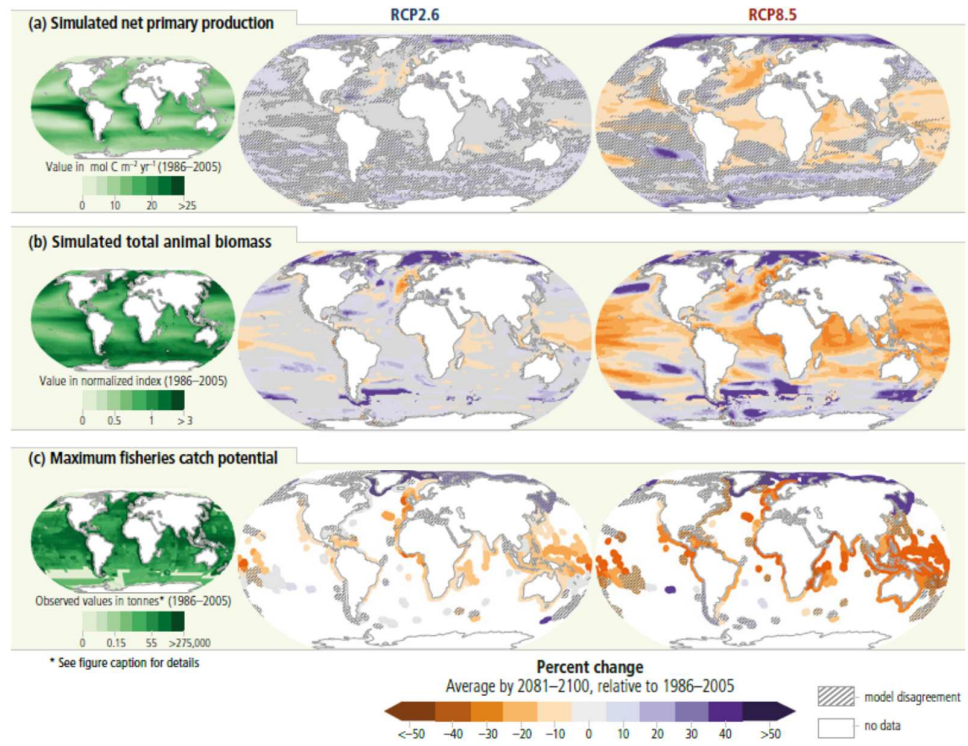 RCP2.6
RCP8.5
(a) Simulated net primary production
Value in mol C m⁻² yr⁻¹ (1986–2005)
0 10 20 >25
(b) Simulated total animal biomass
Value in normalized index (1986–2005)
0 0.5 1 > 3
(c) Maximum fisheries catch potential
Observed values in tonnes* (1986–2005)
0 0.15 55 >275,000
* See figure caption for details
Percent change
Average by 2081–2100, relative to 1986–2005
<–50 –40 –30 –20 –10 0 10 20 30 40 >50
model disagreement
no data